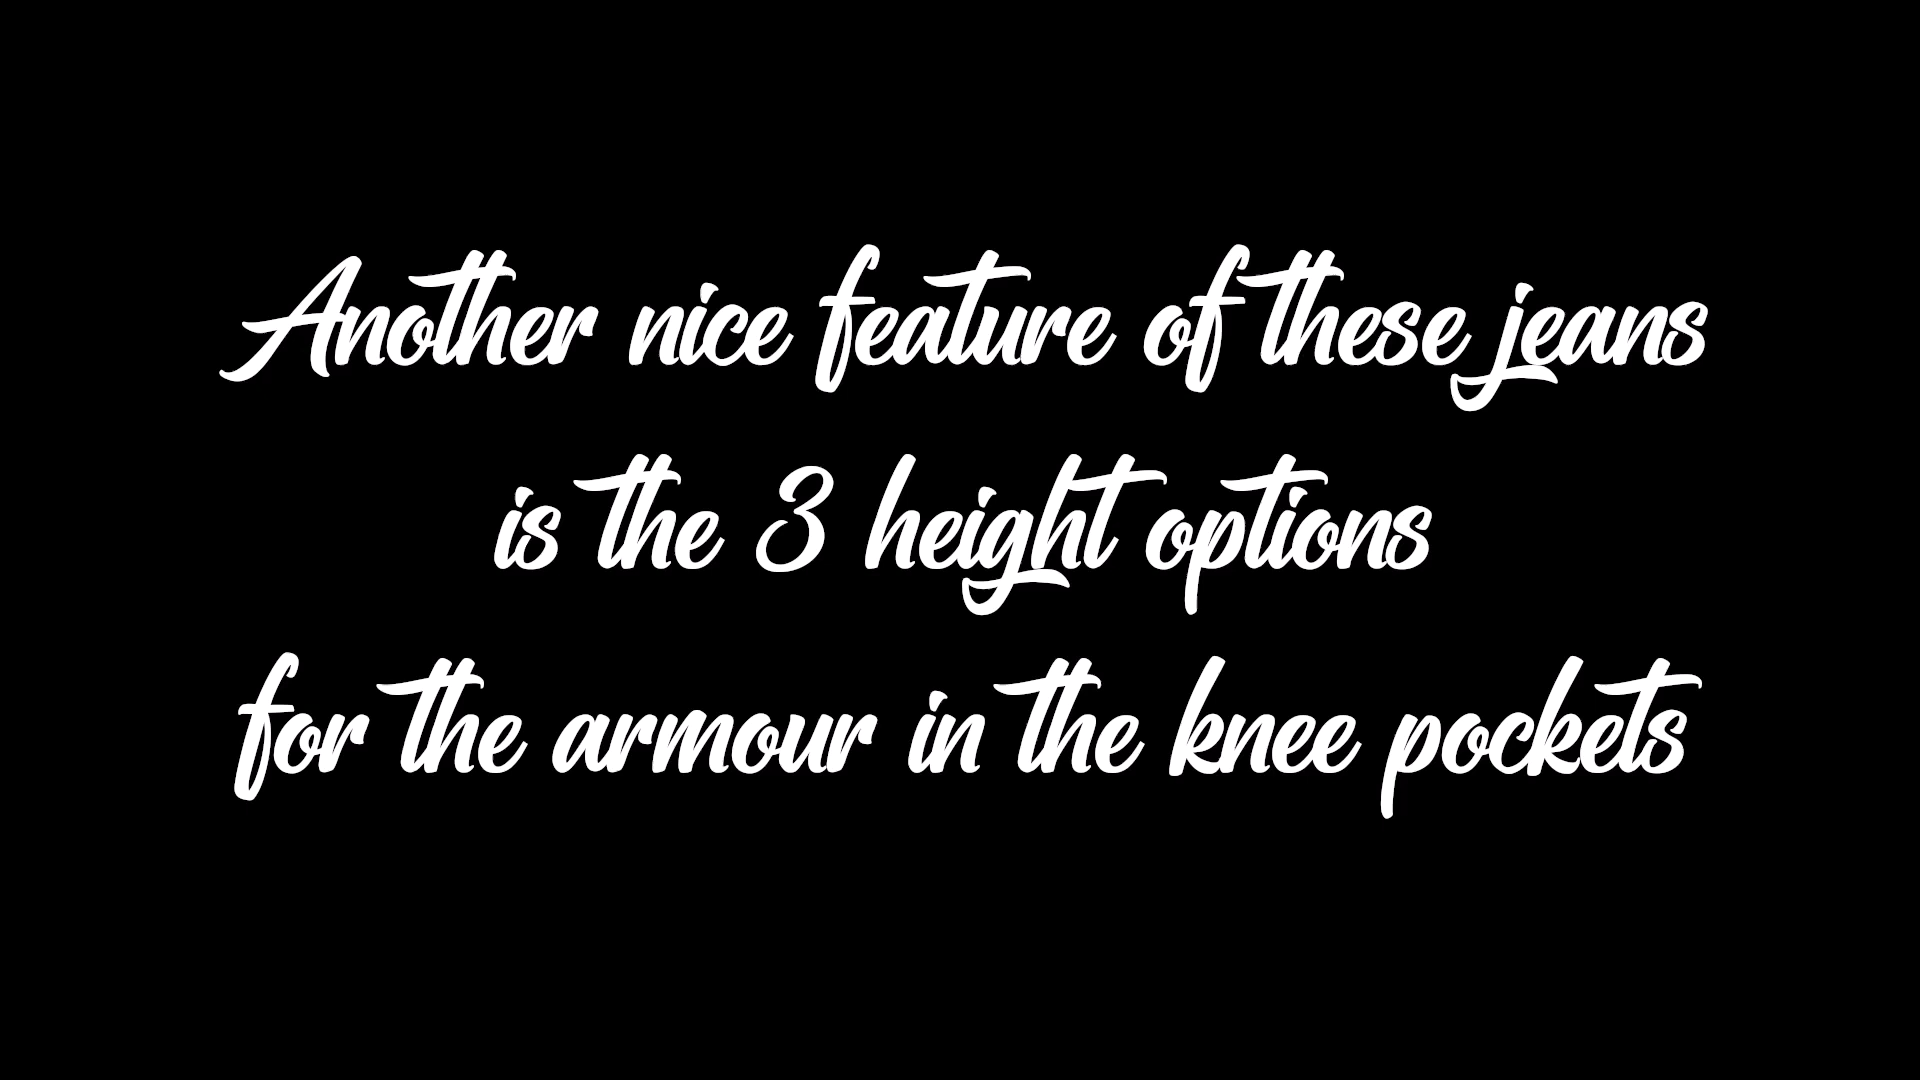 Another nice feature of these jeans
is the 3 height options
for the armour in the knee pockets